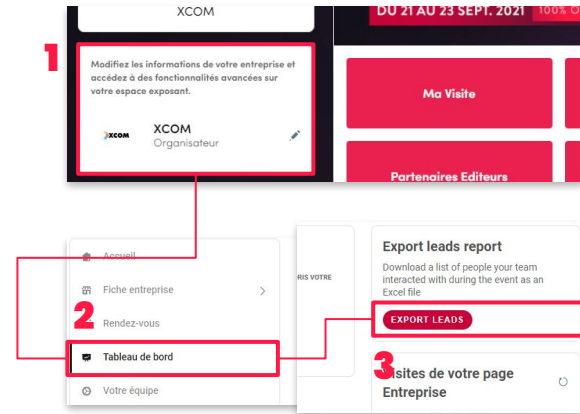 XCOM
DU 21 AU 23 SEPT. 2021 100%
1
Modifiez les informations de votre entreprise et
accédez à des fonctionnalités avancées sur
votre espace exposant.
XCOM
XCOM
Organisateur
Ma Visite
Partenaires Editeurs
Accueil
Fiche entreprise
2
Rendez-vous
Tableau de bord
Votre équipe
RIS VOTRE
Export leads report
Download a list of people your team
interacted with during the event as an
Excel file
EXPORT LEADS
3
isites de votre page
Entreprise